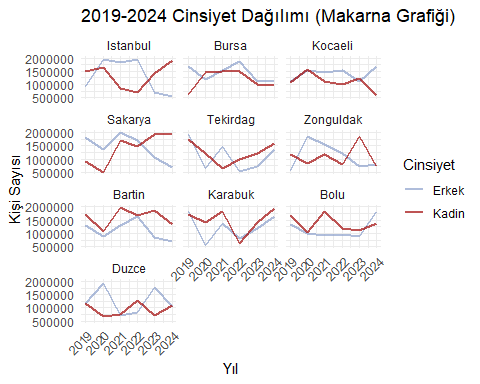 2019-2024 Cinsiyet Dağılımı (Makarna Grafiği)
Istanbul Bursa Kocaeli
2000000
1500000
1000000
500000
Sakarya Tekirdag Zonguldak
2000000
1500000
1000000
500000
Bartin Karabuk Bolu
2000000
1500000
1000000
500000
2019 2020 2021 2022 2023 2024 2019 2020 2021 2022 2023 2024
Duzce
2000000
1500000
1000000
500000
2019 2020 2021 2022 2023 2024
Kişi Sayısı
Yıl
Cinsiyet
Erkek
Kadin